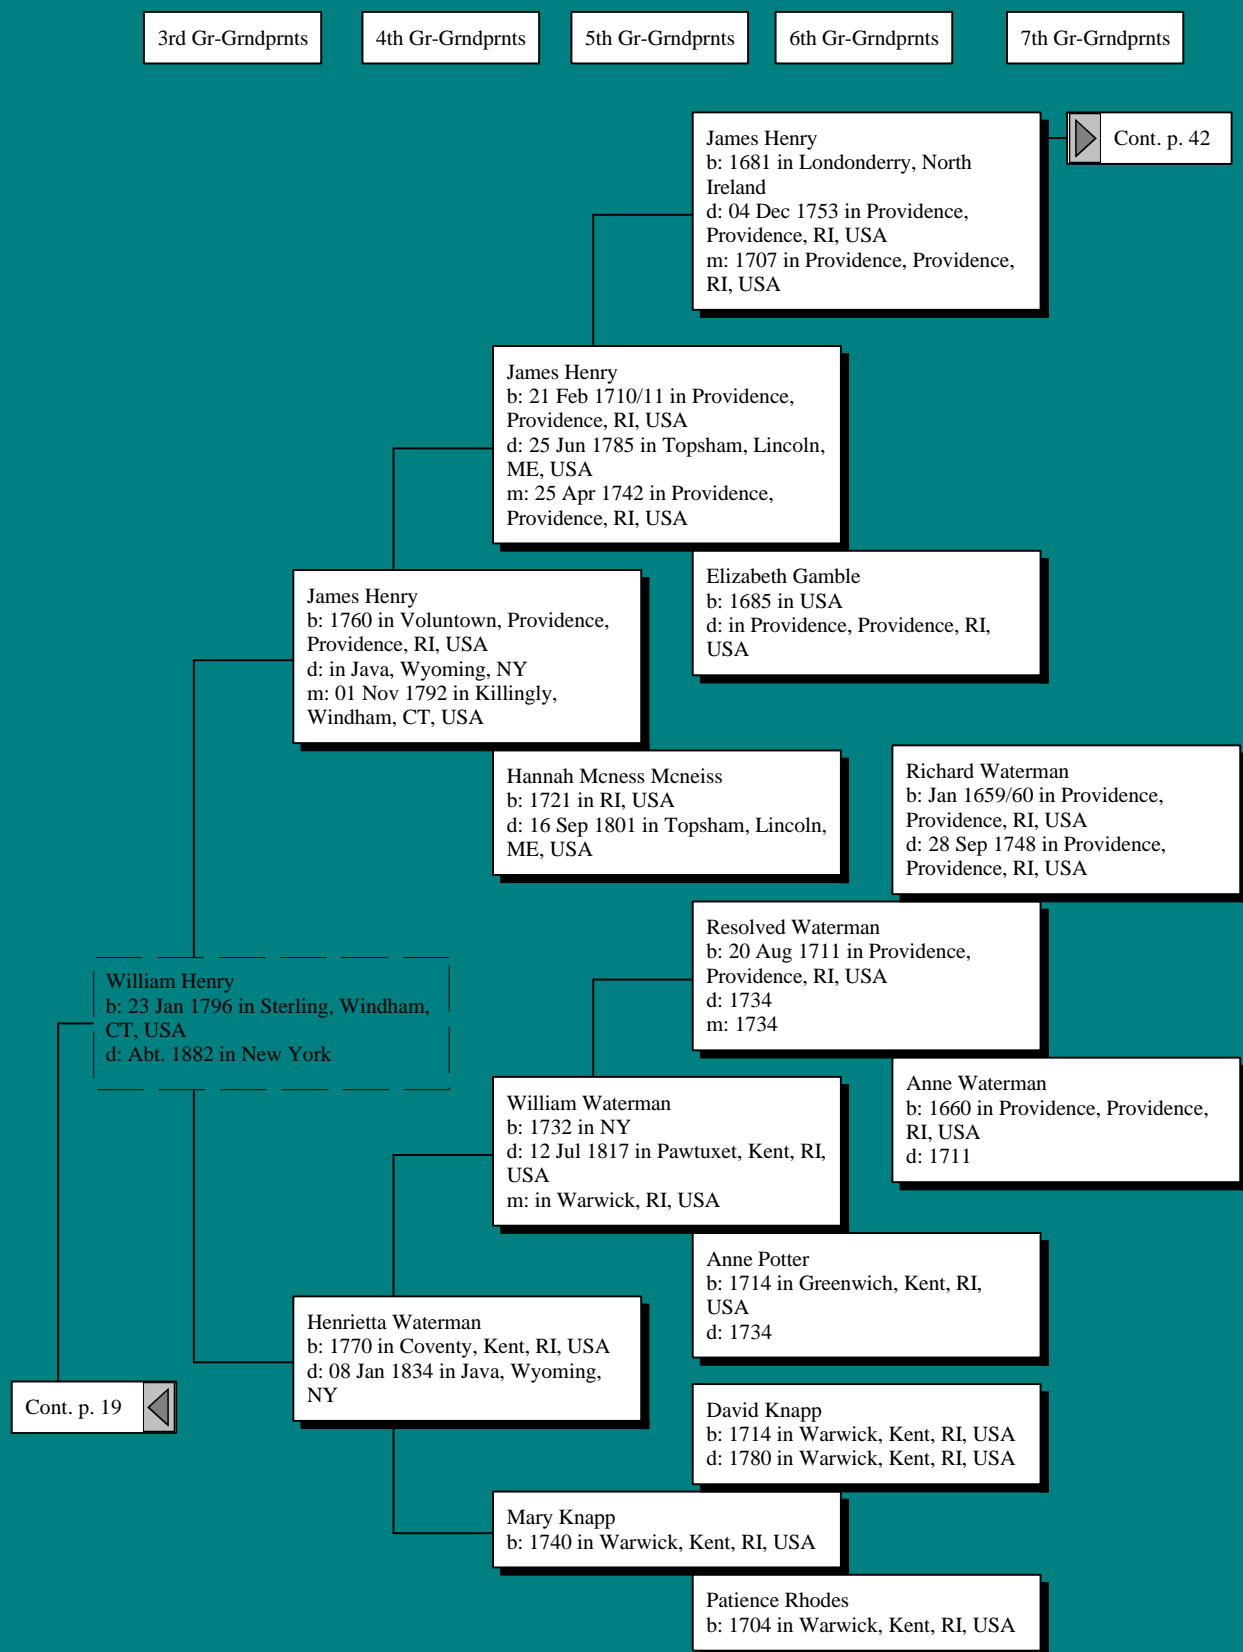 3rd Gr-Grndprnts
4th Gr-Grndprnts
5th Gr-Grndprnts
6th Gr-Grndprnts
7th Gr-Grndprnts
James Henry
b: 1681 in Londonderry, North
Ireland
d: 04 Dec 1753 in Providence,
Providence, RI, USA
m: 1707 in Providence, Providence,
RI, USA
Cont. p. 42
James Henry
b: 21 Feb 1710/11 in Providence,
Providence, RI, USA
d: 25 Jun 1785 in Topsham, Lincoln,
ME, USA
m: 25 Apr 1742 in Providence,
Providence, RI, USA
Elizabeth Gamble
b: 1685 in USA
d: in Providence, Providence, RI,
USA
James Henry
b: 1760 in Voluntown, Providence,
Providence, RI, USA
d: in Java, Wyoming, NY
m: 01 Nov 1792 in Killingly,
Windham, CT, USA
Hannah Mcness Mcneiss
b: 1721 in RI, USA
d: 16 Sep 1801 in Topsham, Lincoln,
ME, USA
Richard Waterman
b: Jan 1659/60 in Providence,
Providence, RI, USA
d: 28 Sep 1748 in Providence,
Providence, RI, USA
Resolved Waterman
b: 20 Aug 1711 in Providence,
Providence, RI, USA
d: 1734
m: 1734
William Henry
b: 23 Jan 1796 in Sterling, Windham,
CT, USA
d: Abt. 1882 in New York
Anne Waterman
b: 1660 in Providence, Providence,
RI, USA
d: 1711
William Waterman
b: 1732 in NY
d: 12 Jul 1817 in Pawtuxet, Kent, RI,
USA
m: in Warwick, RI, USA
Anne Potter
b: 1714 in Greenwich, Kent, RI,
USA
d: 1734
Henrietta Waterman
b: 1770 in Coventy, Kent, RI, USA
d: 08 Jan 1834 in Java, Wyoming,
NY
Cont. p. 19
David Knapp
b: 1714 in Warwick, Kent, RI, USA
d: 1780 in Warwick, Kent, RI, USA
Mary Knapp
b: 1740 in Warwick, Kent, RI, USA
Patience Rhodes
b: 1704 in Warwick, Kent, RI, USA